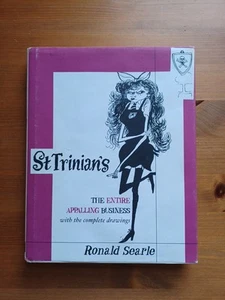 St Trinian's
THE ENTIRE
APPALLING BUSINESS
with the complete drawings
Ronald Searle